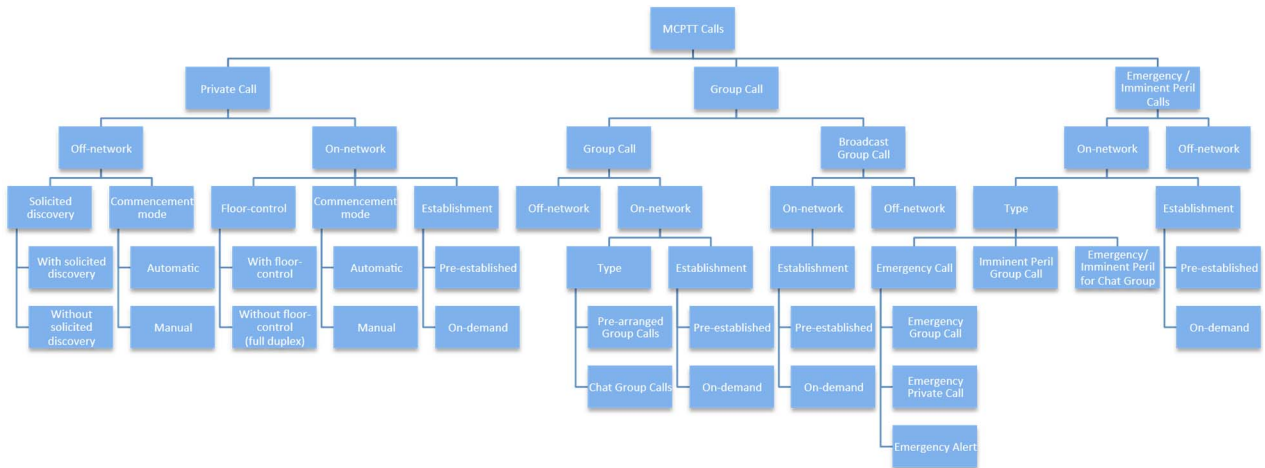 MCPTT Calls
Private Call
Group Call
Emergency /
Imminent Peril
Calls
Off-network
On-network
Group Call
Broadcast
Group Call
On-network
Off-network
Solicited
discovery
Commencement
mode
Floor-control
Commencement
mode
Establishment
Off-network
On-network
On-network
Off-network
Type
Establishment
With solicited
discovery
Automatic
With floor-
control
Automatic
Pre-established
Type
Establishment
Establishment
Emergency Call
Imminent Peril
Group Call
Emergency/
Imminent Peril
for Chat Group
Pre-established
Without
solicited
discovery
Manual
Without floor-
control
(full duplex)
Manual
On-demand
Pre-arranged
Group Calls
Pre-established
Pre-established
Emergency
Group Call
On-demand
Chat Group Calls
On-demand
On-demand
Emergency
Private Call
Emergency Alert